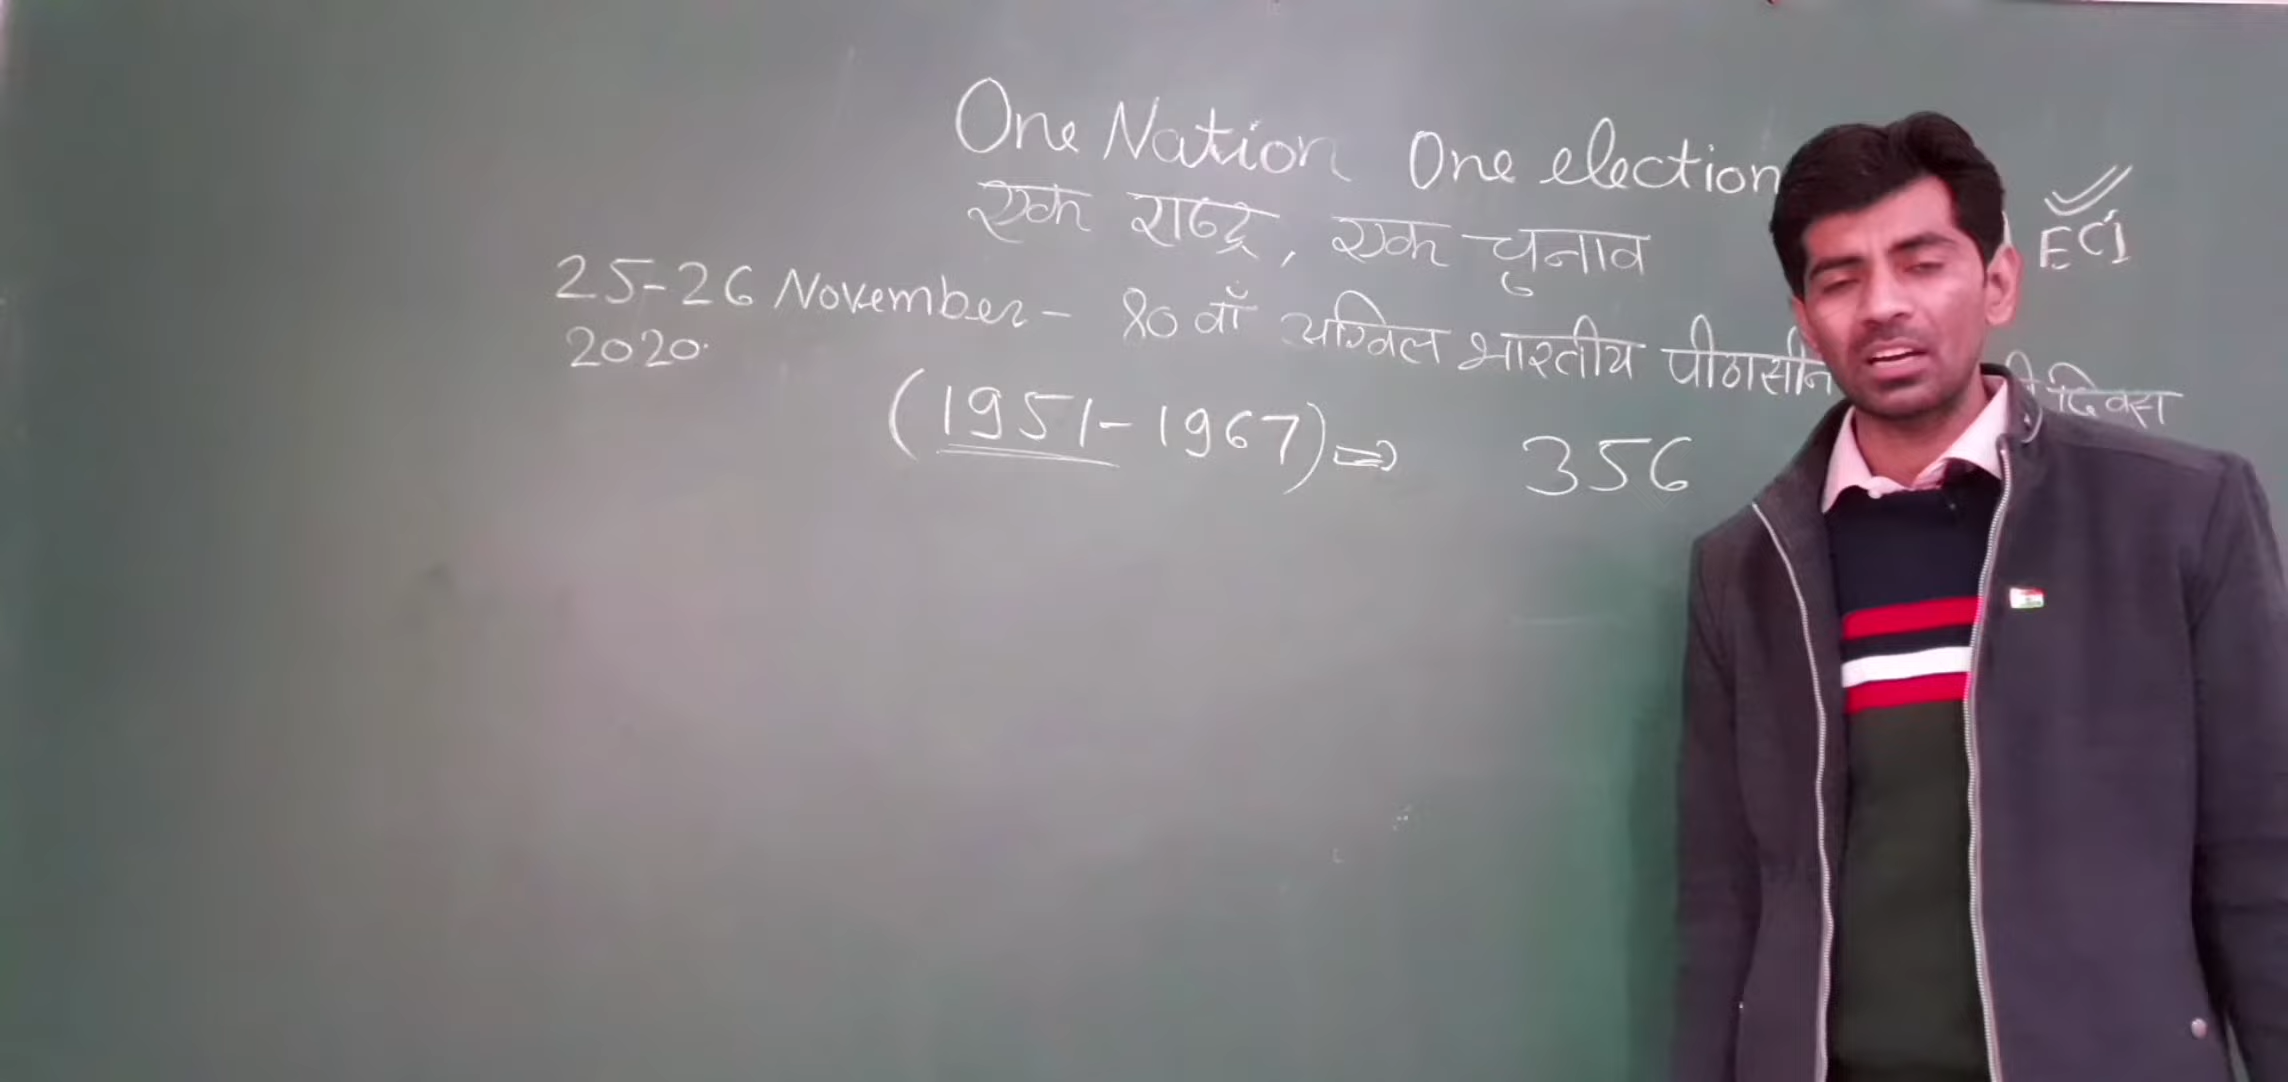 One Nation One election
एक राष्ट्र, एक चुनाव
ECI
25-26 November - 80 वाँ अखिल भारतीय पीठासीन
2020.
दिवस
(1951-1967) ⇒ 356